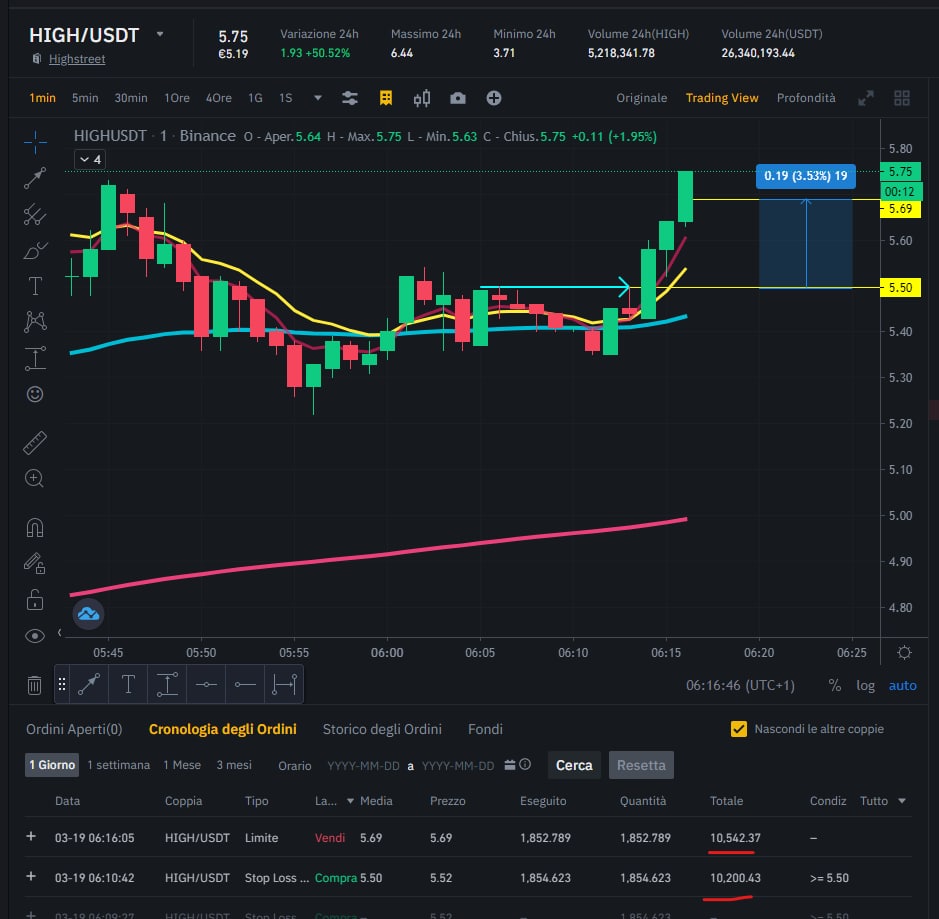 HIGH/USDT
Highstreet
5.75
€5.19
Variazione 24h
1.93 +50.52%
Massimo 24h
6.44
Minimo 24h
3.71
Volume 24h(HIGH)
5,218,341.78
Volume 24h(USDT)
26,340,193.44
1min 5min 30min 1Ore 4Ore 1G 1S
Originale Trading View Profondità
HIGHUSDT · 1 · Binance O - Aper.5.64 H - Max.5.75 L - Min.5.63 C - Chius.5.75 +0.11 (+1.95%)
4
0.19 (3.53%) 19
5.80
5.75
00:12
5.69
5.60
5.50
5.40
5.30
5.20
5.10
5.00
4.90
4.80
T
05:45 05:50 05:55 06:00 06:05 06:10 06:15 06:20 06:25
T
06:16:46 (UTC+1) % log auto
Ordini Aperti(0) Cronologia degli Ordini Storico degli Ordini Fondi
Nascondi le altre coppie
1 Giorno 1 settimana 1 Mese 3 mesi Orario YYYY-MM-DD a YYYY-MM-DD Cerca Resetta
Data Coppia Tipo La... Media Prezzo Eseguito Quantità Totale Condiz Tutto
+ 03-19 06:16:05 HIGH/USDT Limite Vendi 5.69 5.69 1,852.789 1,852.789 10,542.37 –
+ 03-19 06:10:42 HIGH/USDT Stop Loss ... Compra 5.50 5.52 1,854.623 1,854.623 10,200.43 >= 5.50